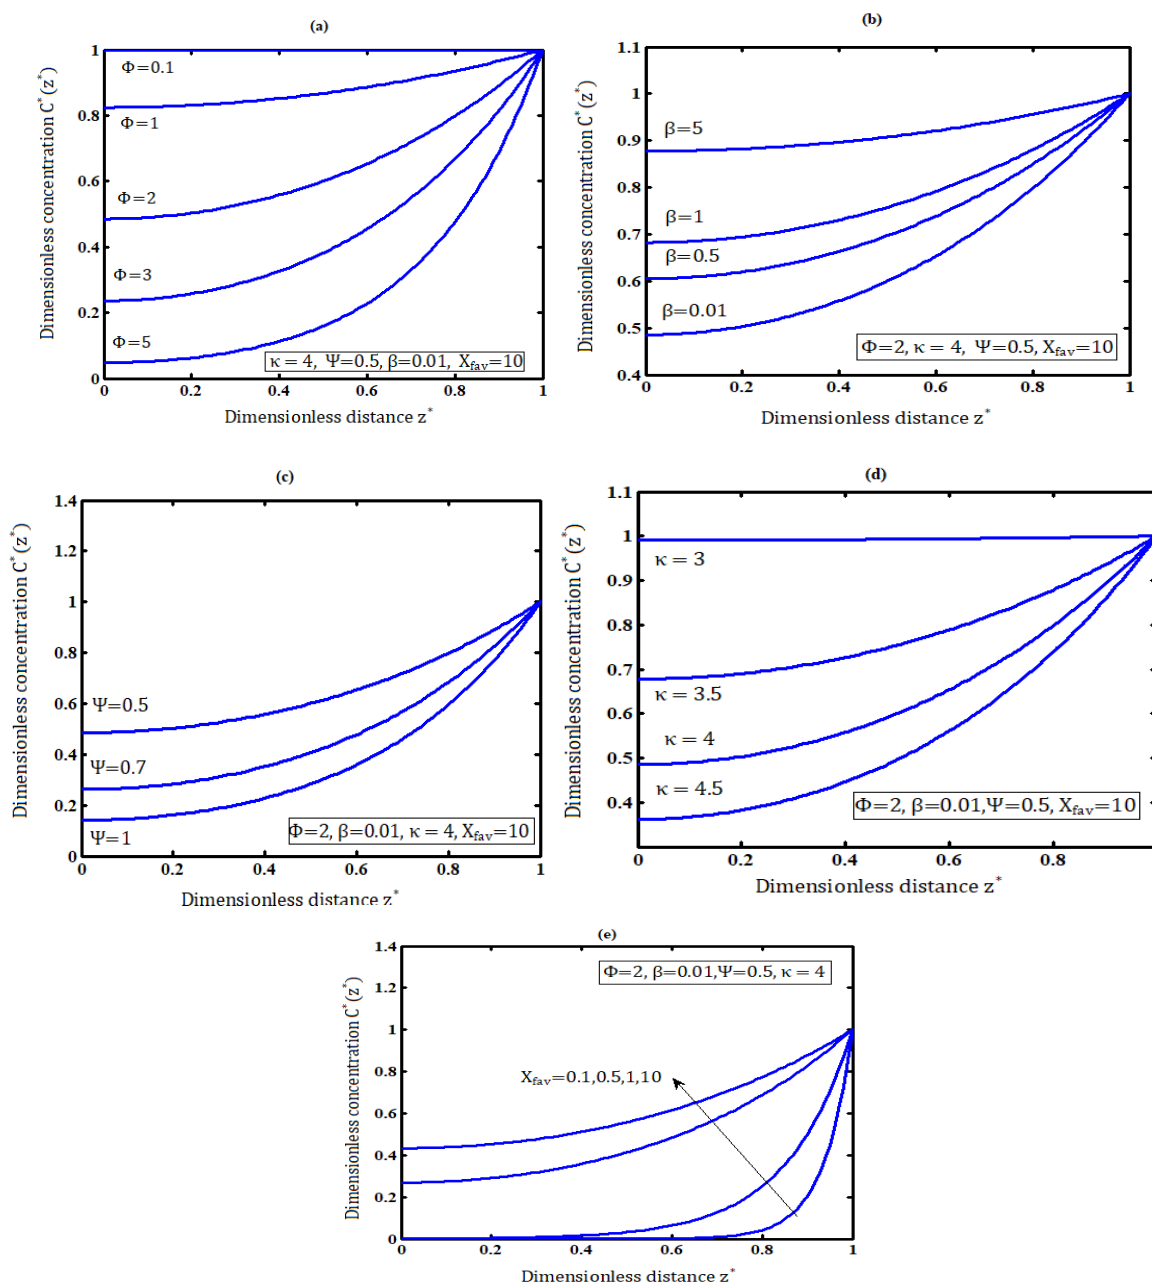 (a)
Dimensionless concentration C*(z*)
1
0.8
0.6
0.4
0.2
0
Φ=0.1
Φ=1
Φ=2
Φ=3
Φ=5
κ = 4, Ψ=0.5, β=0.01, Xfav=10
0 0.2 0.4 0.6 0.8 1
Dimensionless distance z*
(b)
Dimensionless concentration C*(z*)
1.1
1
0.9
0.8
0.7
0.6
0.5
0.4
β=5
β=1
β=0.5
β=0.01
Φ=2, κ = 4, Ψ=0.5, Xfav=10
0 0.2 0.4 0.6 0.8 1
Dimensionless distance z*
(c)
Dimensionless concentration C*(z*)
1.4
1.2
1
0.8
0.6
0.4
0.2
0
Ψ=0.5
Ψ=0.7
Ψ=1
Φ=2, β=0.01, κ = 4, Xfav=10
0 0.2 0.4 0.6 0.8 1
Dimensionless distance z*
(d)
Dimensionless concentration C*(z*)
1.1
1
0.9
0.8
0.7
0.6
0.5
0.4
κ = 3
κ = 3.5
κ = 4
κ = 4.5
Φ=2, β=0.01,Ψ=0.5, Xfav=10
0 0.2 0.4 0.6 0.8
Dimensionless distance z*
(e)
Dimensionless concentration C*(z*)
1.4
1.2
1
0.8
0.6
0.4
0.2
0
Φ=2, β=0.01,Ψ=0.5, κ = 4
Xfav=0.1,0.5,1,10
0 0.2 0.4 0.6 0.8 1
Dimensionless distance z*